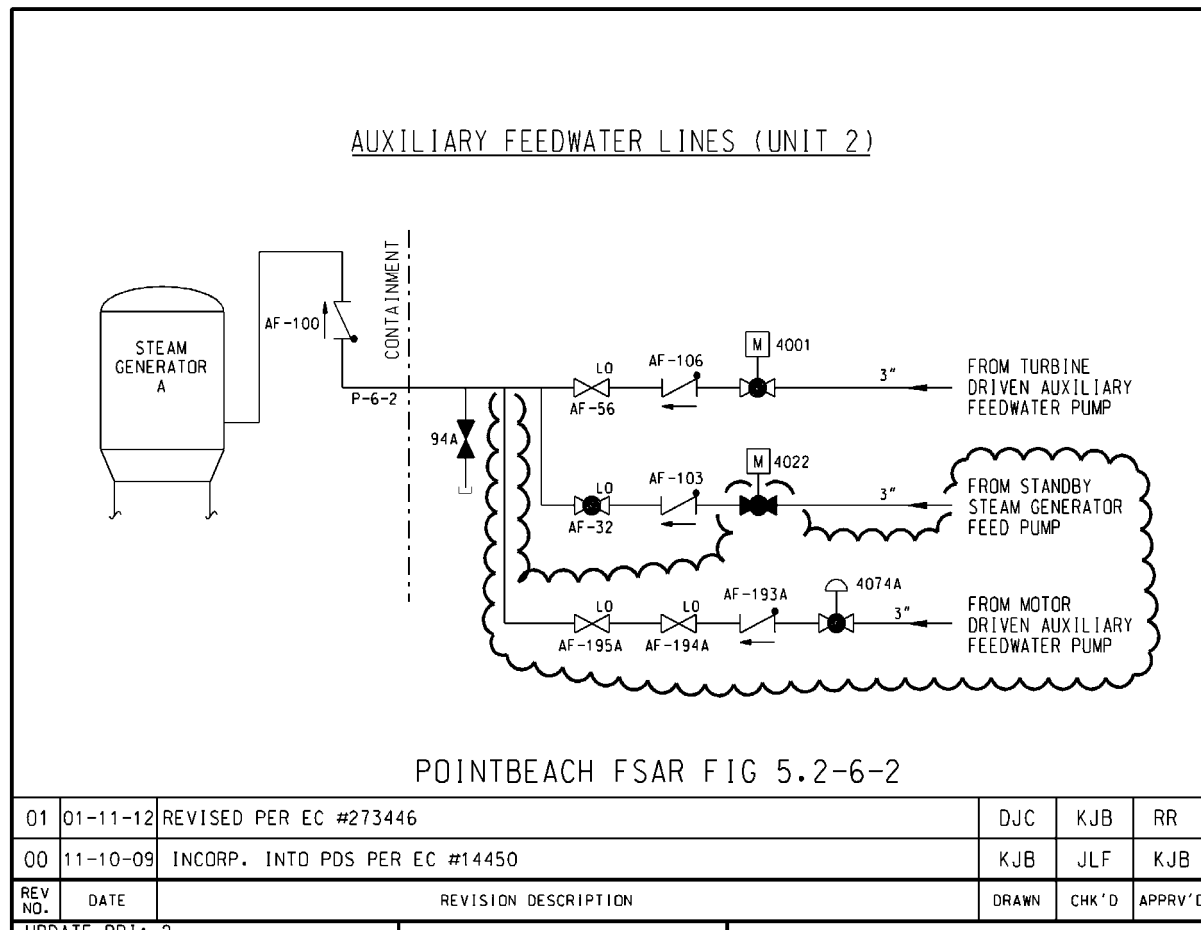 AUXILIARY FEEDWATER LINES (UNIT 2)
CONTAINMENT
STEAM
GENERATOR
A
AF-100
P-6-2
94A
LO
AF-56
AF-106
M 4001
3"
FROM TURBINE
DRIVEN AUXILIARY
FEEDWATER PUMP
LO
AF-32
AF-103
M 4022
3"
FROM STANDBY
STEAM GENERATOR
FEED PUMP
LO
AF-195A
LO
AF-194A
AF-193A
4074A
3"
FROM MOTOR
DRIVEN AUXILIARY
FEEDWATER PUMP
POINTBEACH FSAR FIG 5.2-6-2
01 01-11-12 REVISED PER EC #273446 DJC KJB RR
00 11-10-09 INCORP. INTO PDS PER EC #14450 KJB JLF KJB
REV NO. DATE REVISION DESCRIPTION DRAWN CHK'D APPRV'D